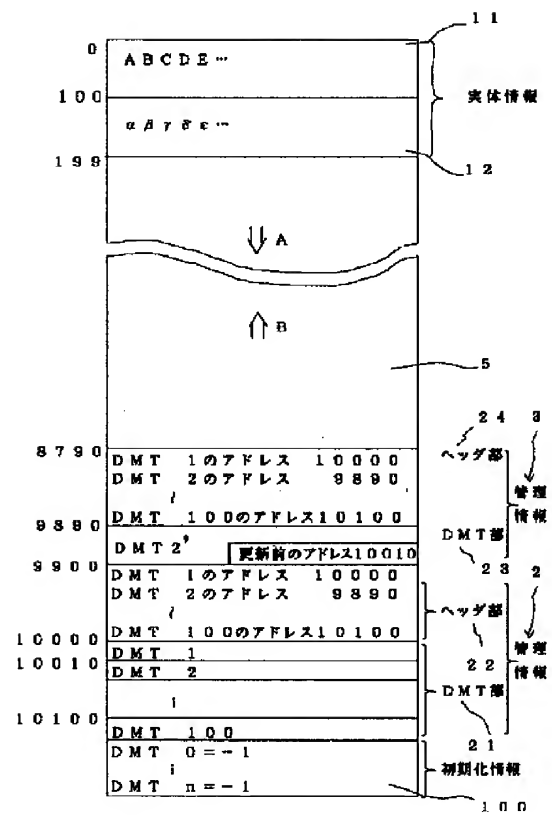 11
0
ABCDE…
100
実体情報
αβγδε…
12
199
A
B
5
24
3
8790
DMT 1のアドレス 10000
ヘッダ部
DMT 2のアドレス 9890
管理情報
DMT 100のアドレス10100
9890
DMT部
DMT2'
更新前のアドレス10010
9900
23
2
DMT 1のアドレス 10000
DMT 2のアドレス 9890
ヘッダ部
管理情報
DMT 100のアドレス10100
22
10000
DMT 1
10010
DMT 2
DMT部
10100
DMT 100
21
DMT 0=-1
初期化情報
DMT n=-1
100